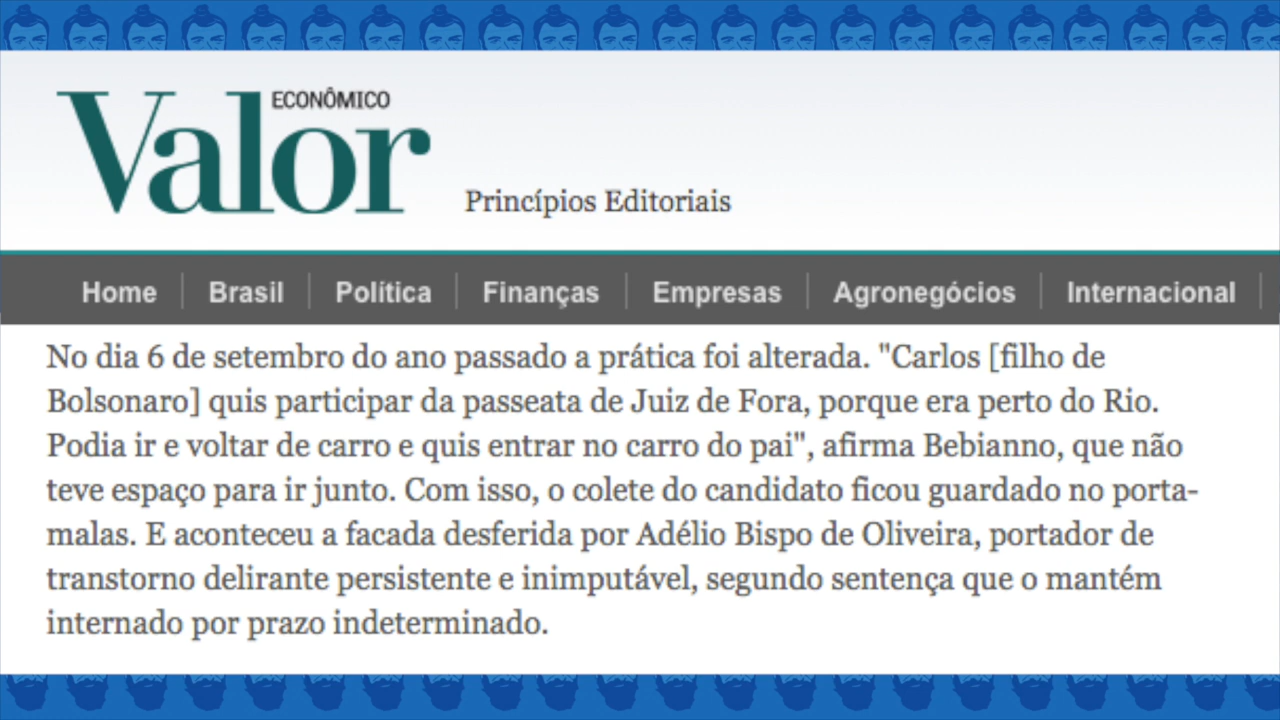 Valor ECONÔMICO
Princípios Editoriais
Home Brasil Política Finanças Empresas Agronegócios Internacional
No dia 6 de setembro do ano passado a prática foi alterada. "Carlos [filho de
Bolsonaro] quis participar da passeata de Juiz de Fora, porque era perto do Rio.
Podia ir e voltar de carro e quis entrar no carro do pai", afirma Bebianno, que não
teve espaço para ir junto. Com isso, o colete do candidato ficou guardado no porta-
malas. E aconteceu a facada desferida por Adélio Bispo de Oliveira, portador de
transtorno delirante persistente e inimputável, segundo sentença que o mantém
internado por prazo indeterminado.